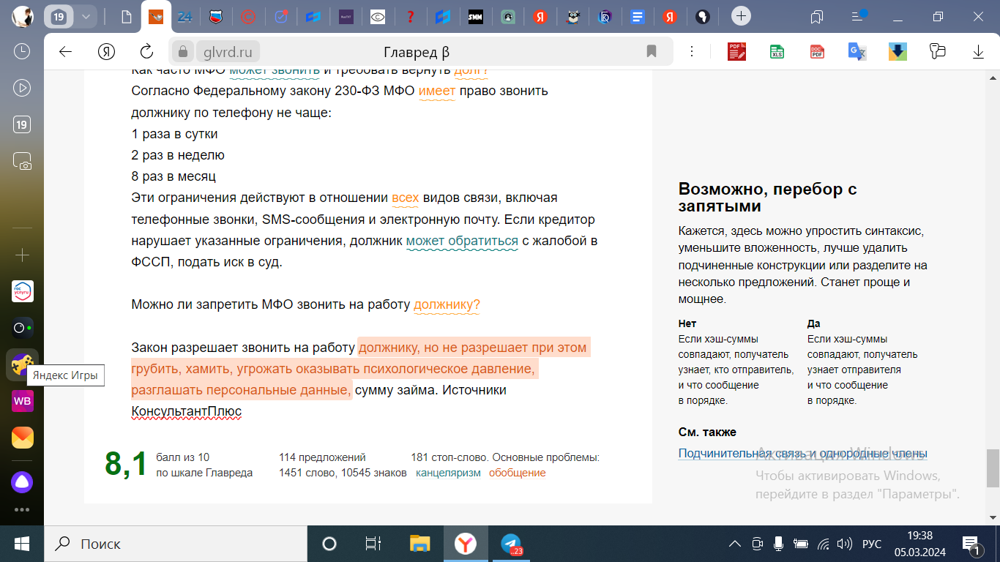 19
24
SMM
?
Я
Я
glvrd.ru
Главред β
PDF
XLS
DOC
PDF
19
Как часто МФО может звонить и требовать вернуть долг?
Согласно Федеральному закону 230-ФЗ МФО имеет право звонить
должнику по телефону не чаще:
1 раза в сутки
2 раз в неделю
8 раз в месяц
Эти ограничения действуют в отношении всех видов связи, включая
телефонные звонки, SMS-сообщения и электронную почту. Если кредитор
нарушает указанные ограничения, должник может обратиться с жалобой в
ФССП, подать иск в суд.
Можно ли запретить МФО звонить на работу должнику?
Закон разрешает звонить на работу должнику, но не разрешает при этом
грубить, хамить, угрожать оказывать психологическое давление,
разглашать персональные данные, сумму займа. Источники
КонсультантПлюс
8,1
балл из 10
по шкале Главреда
114 предложений
1451 слово, 10545 знаков
181 стоп-слово. Основные проблемы:
канцеляризм обобщение
Возможно, перебор с
запятыми
Кажется, здесь можно упростить синтаксис,
уменьшите вложенность, лучше удалить
подчиненные конструкции или разделите на
несколько предложений. Станет проще и
мощнее.
Нет
Если хэш-суммы
совпадают, получатель
узнает, кто отправитель,
и что сообщение
в порядке.
Да
Если хэш-суммы
совпадают, получатель
узнает отправителя
и что сообщение
в порядке.
См. также
Подчинительная связь и однородные члены
Активация Windows
Чтобы активировать Windows,
перейдите в раздел "Параметры".
гос
услуги
Яндекс Игры
WB
Поиск
..23
РУС
19:38
05.03.2024
1